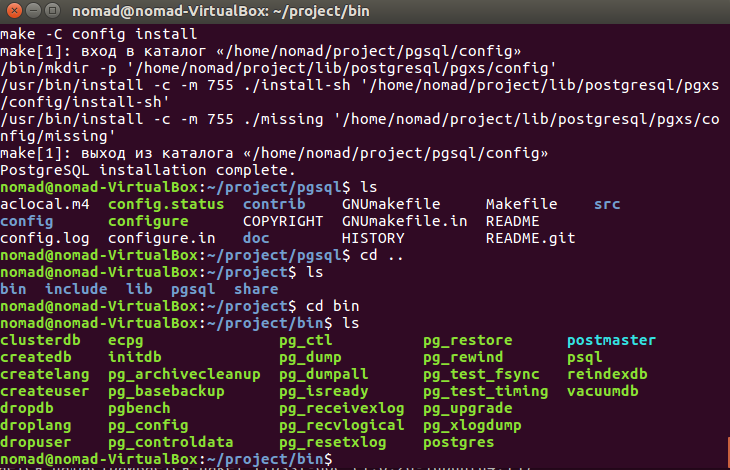 nomad@nomad-VirtualBox: ~/project/bin
make -C config install
make[1]: вход в каталог «/home/nomad/project/pgsql/config»
/bin/mkdir -p '/home/nomad/project/lib/postgresql/pgxs/config'
/usr/bin/install -c -m 755 ./install-sh '/home/nomad/project/lib/postgresql/pgxs
/config/install-sh'
/usr/bin/install -c -m 755 ./missing '/home/nomad/project/lib/postgresql/pgxs/co
nfig/missing'
make[1]: выход из каталога «/home/nomad/project/pgsql/config»
PostgreSQL installation complete.
nomad@nomad-VirtualBox:~/project/pgsql$ ls
aclocal.m4  config.status  contrib    GNUmakefile     Makefile    src
config      configure      COPYRIGHT  GNUmakefile.in  README
config.log  configure.in   doc        HISTORY         README.git
nomad@nomad-VirtualBox:~/project/pgsql$ cd ..
nomad@nomad-VirtualBox:~/project$ ls
bin  include  lib  pgsql  share
nomad@nomad-VirtualBox:~/project$ cd bin
nomad@nomad-VirtualBox:~/project/bin$ ls
clusterdb   ecpg               pg_ctl          pg_restore      postmaster
createdb    initdb             pg_dump         pg_rewind       psql
createlang  pg_archivecleanup  pg_dumpall      pg_test_fsync   reindexdb
createuser  pg_basebackup      pg_isready      pg_test_timing  vacuumdb
dropdb      pgbench            pg_receivexlog  pg_upgrade
droplang    pg_config          pg_recvlogical  pg_xlogdump
dropuser    pg_controldata     pg_resetxlog    postgres
nomad@nomad-VirtualBox:~/project/bin$